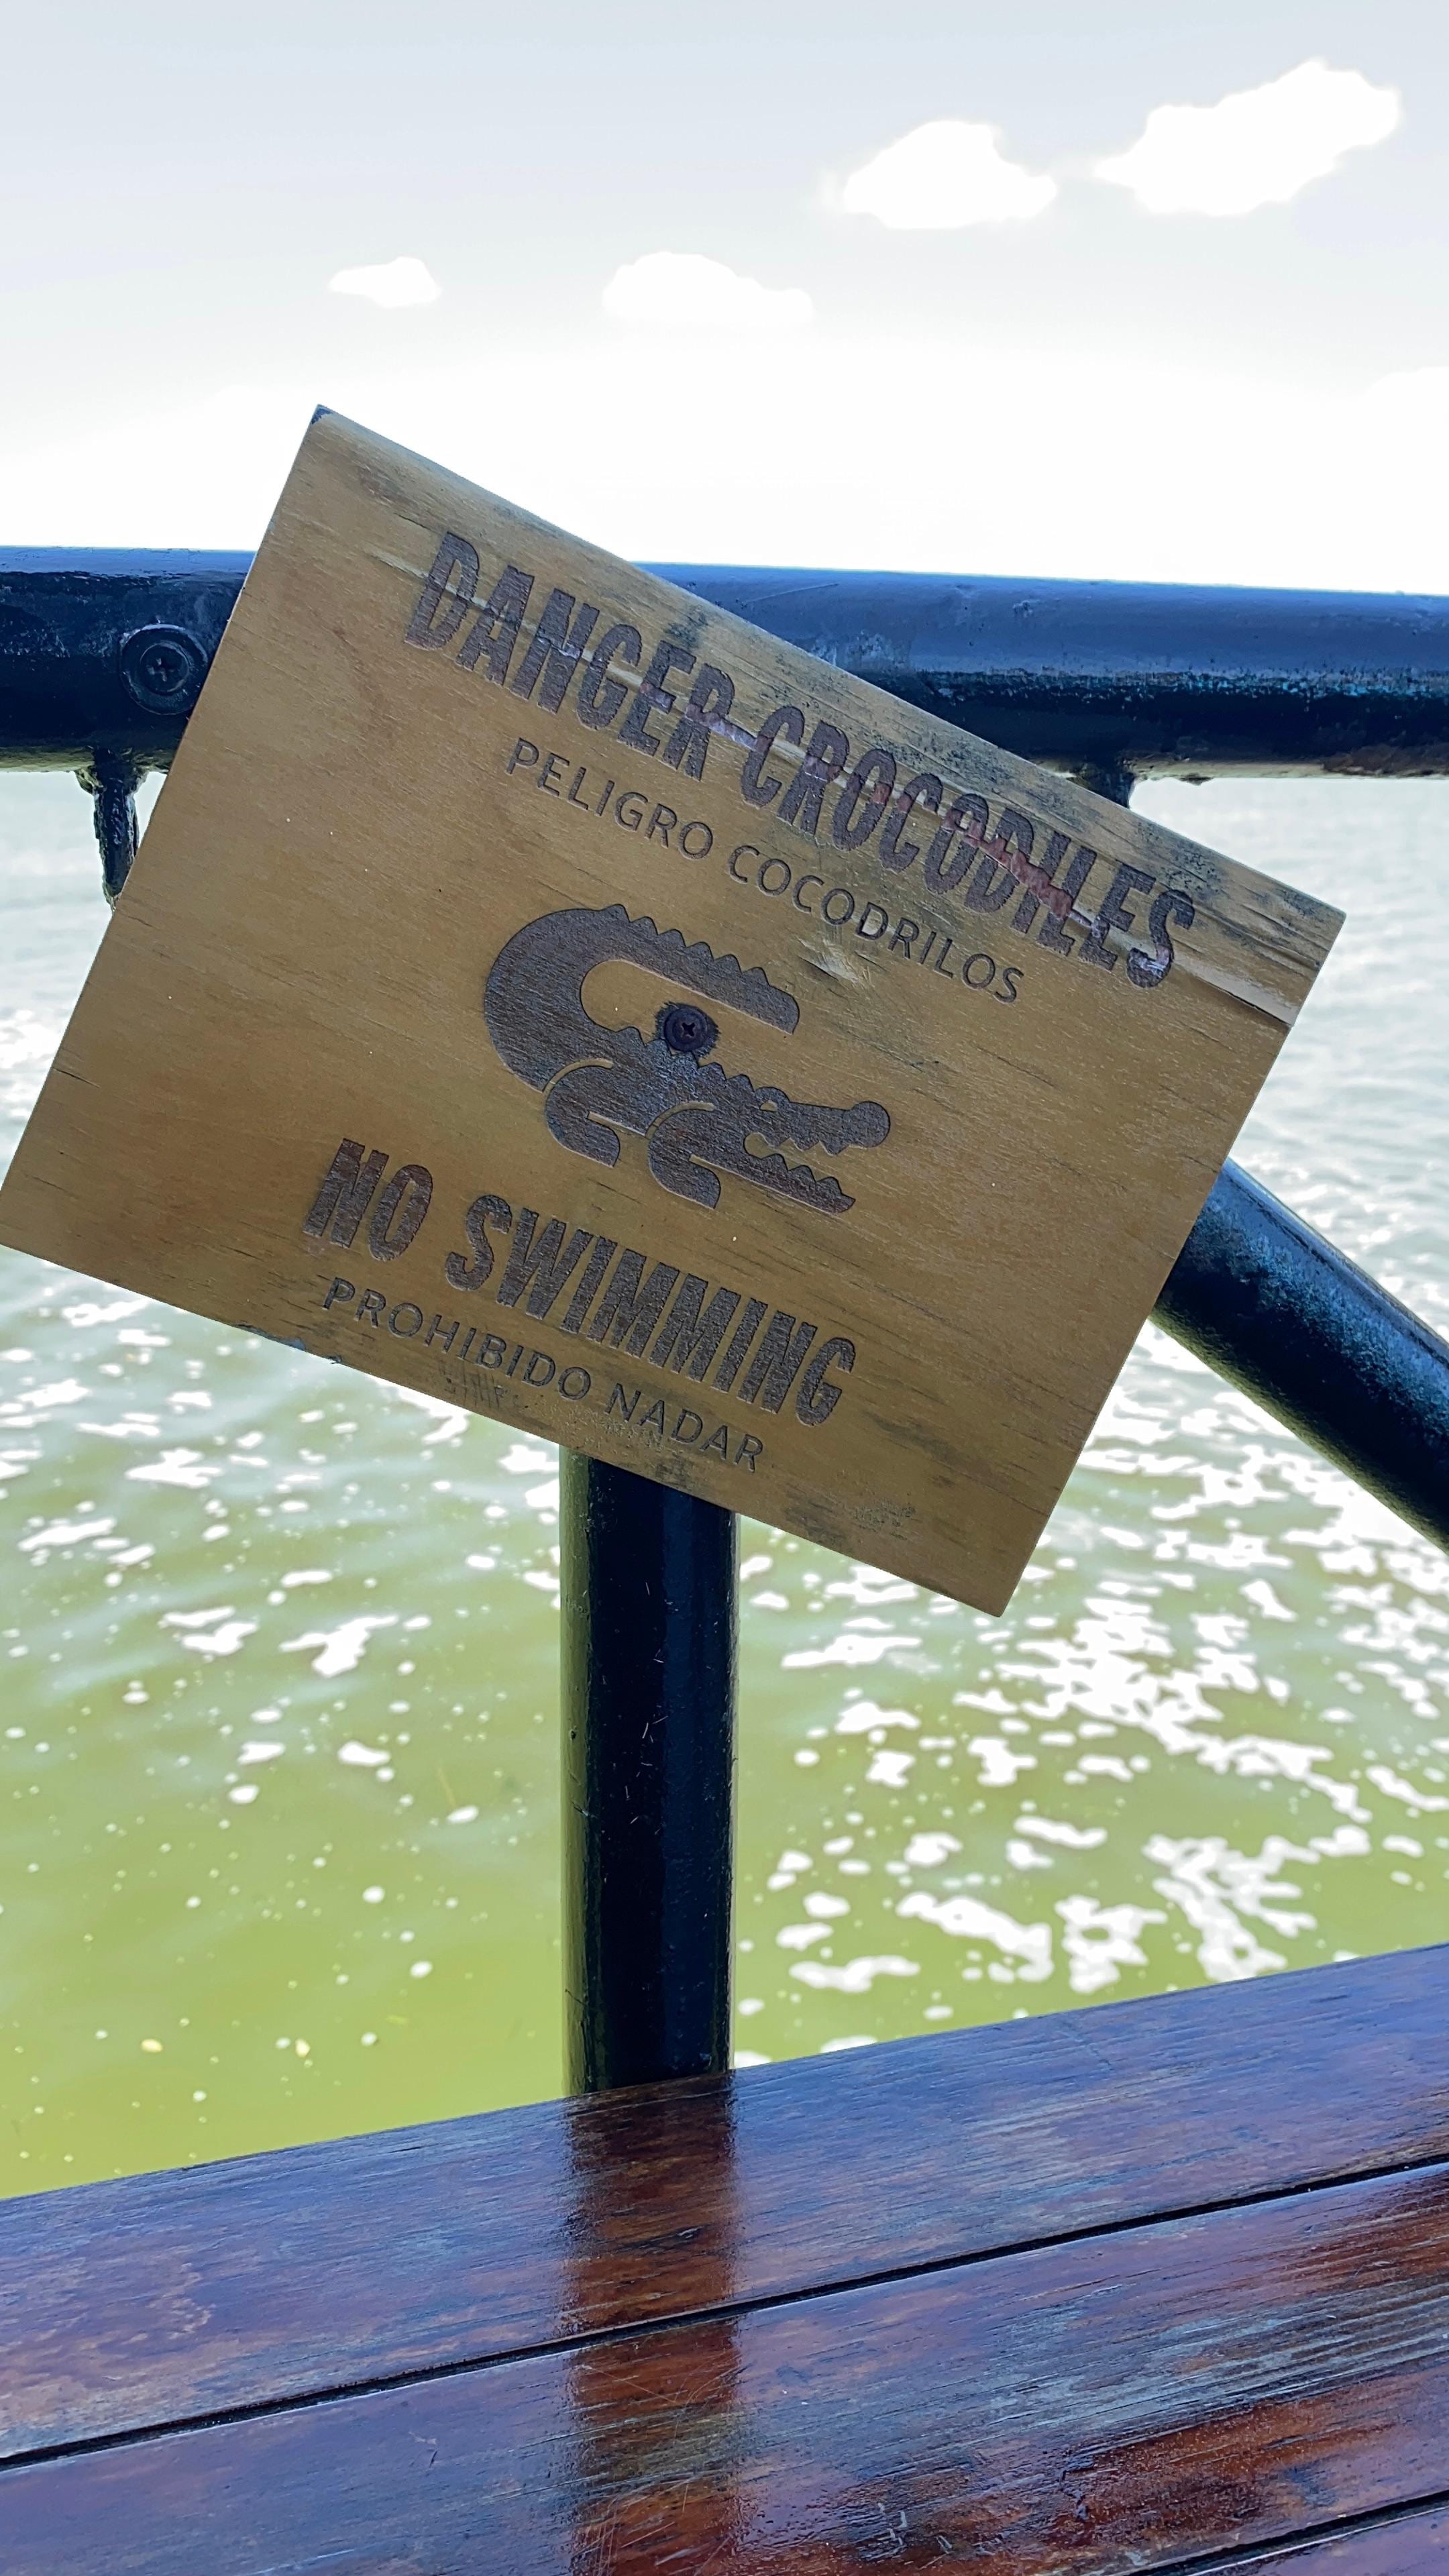 DANGER CROCODILES
PELIGRO COCODRILOS
NO SWIMMING
PROHIBIDO NADAR